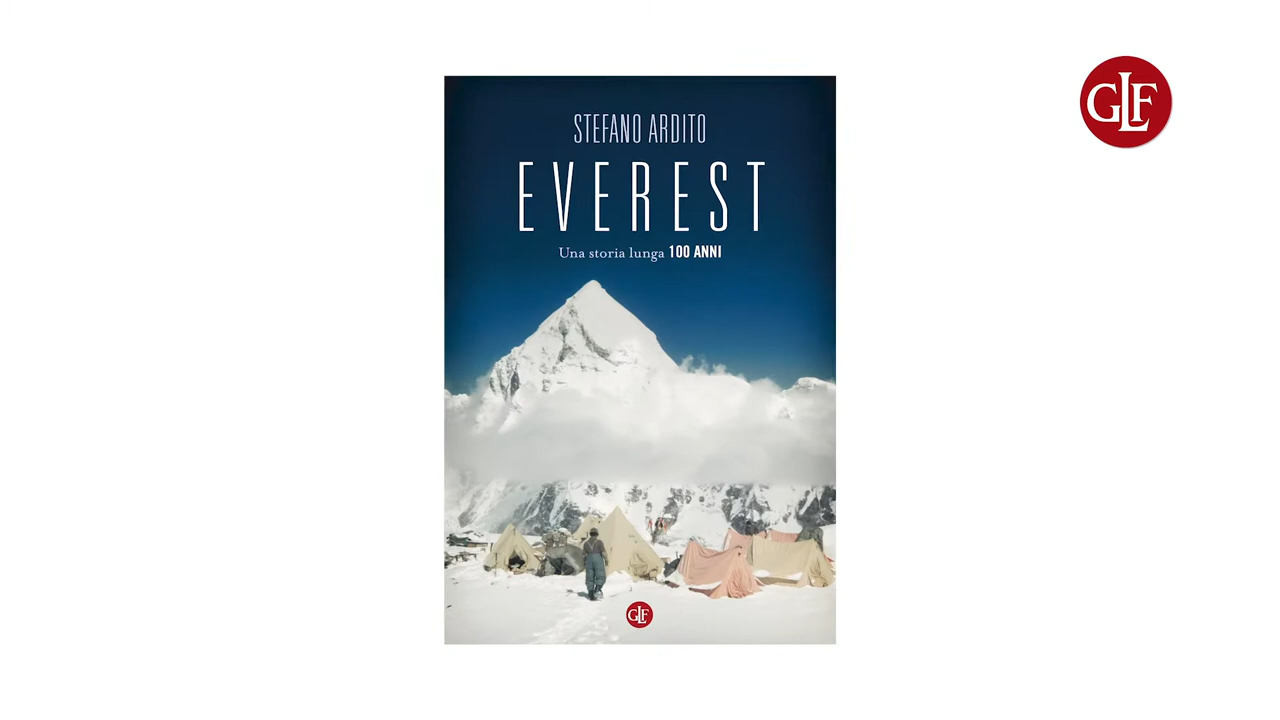 STEFANO ARDITO
EVEREST
Una storia lunga 100 ANNI
GLF
GLF